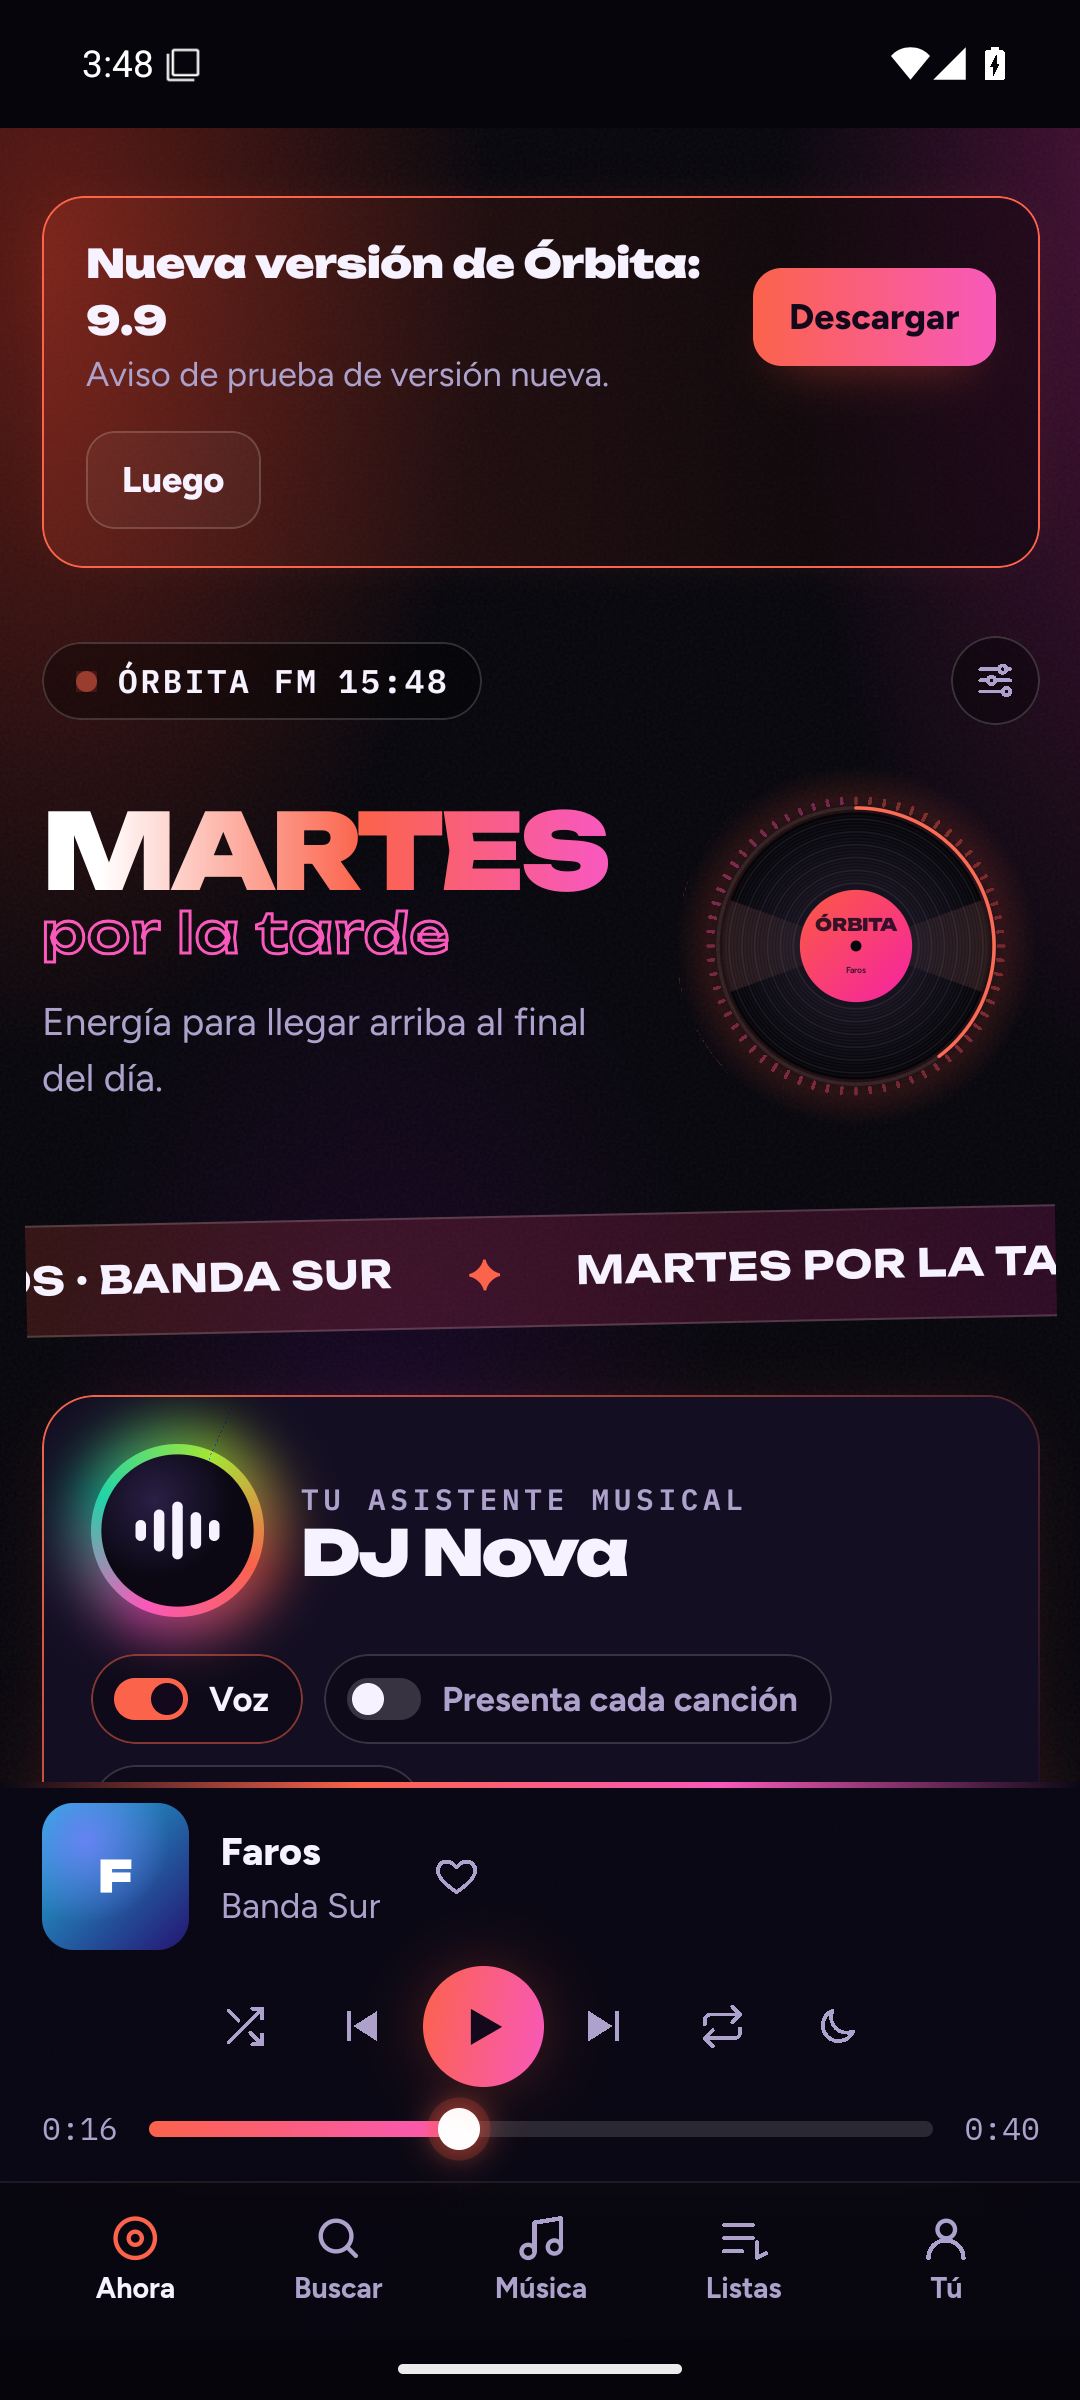 3:48
Nueva versión de Órbita:
9.9
Aviso de prueba de versión nueva.
Descargar
Luego
ÓRBITA FM 15:48
MARTES
por la tarde
Energía para llegar arriba al final
del día.
ÓRBITA
Faros
OS · BANDA SUR ✦ MARTES POR LA TA
TU ASISTENTE MUSICAL
DJ Nova
Voz
Presenta cada canción
F
Faros
Banda Sur
0:16
0:40
Ahora
Buscar
Música
Listas
Tú